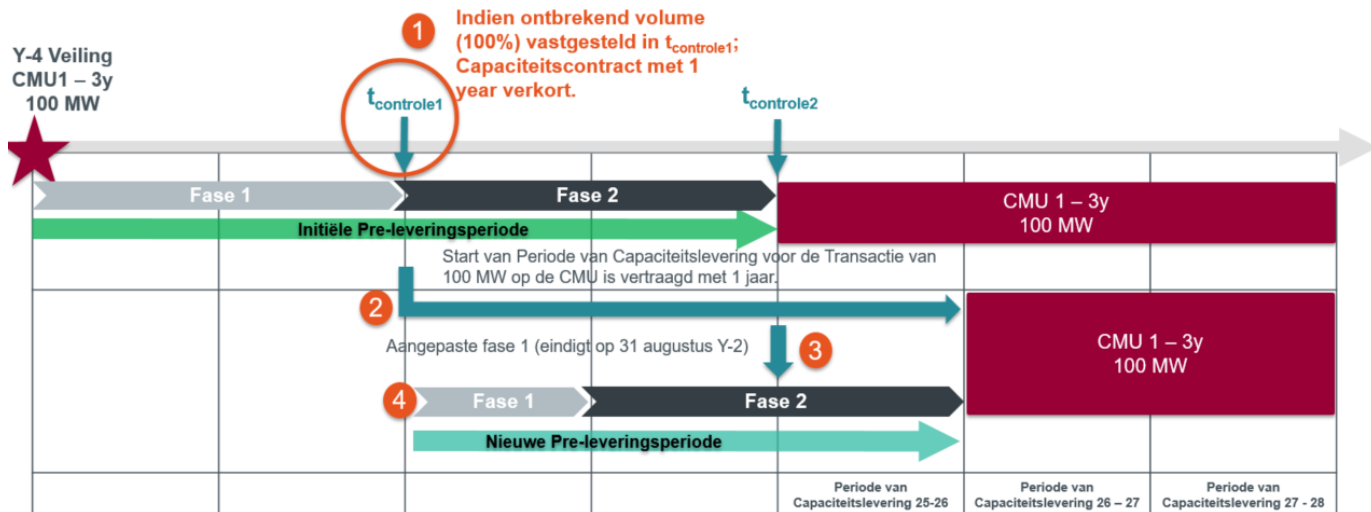 1
Indien ontbrekend volume
(100%) vastgesteld in tcontrole1;
Capaciteitscontract met 1
year verkort.
Y-4 Veiling
CMU1 – 3y
100 MW
tcontrole1
tcontrole2
Fase 1
Fase 2
CMU 1 – 3y
100 MW
Initiële Pre-leveringsperiode
Start van Periode van Capaciteitslevering voor de Transactie van
100 MW op de CMU is vertraagd met 1 jaar.
2
Aangepaste fase 1 (eindigt op 31 augustus Y-2)
3
CMU 1 – 3y
100 MW
4
Fase 1
Fase 2
Nieuwe Pre-leveringsperiode
Periode van
Capaciteitslevering 25-26
Periode van
Capaciteitslevering 26 – 27
Periode van
Capaciteitslevering 27 - 28